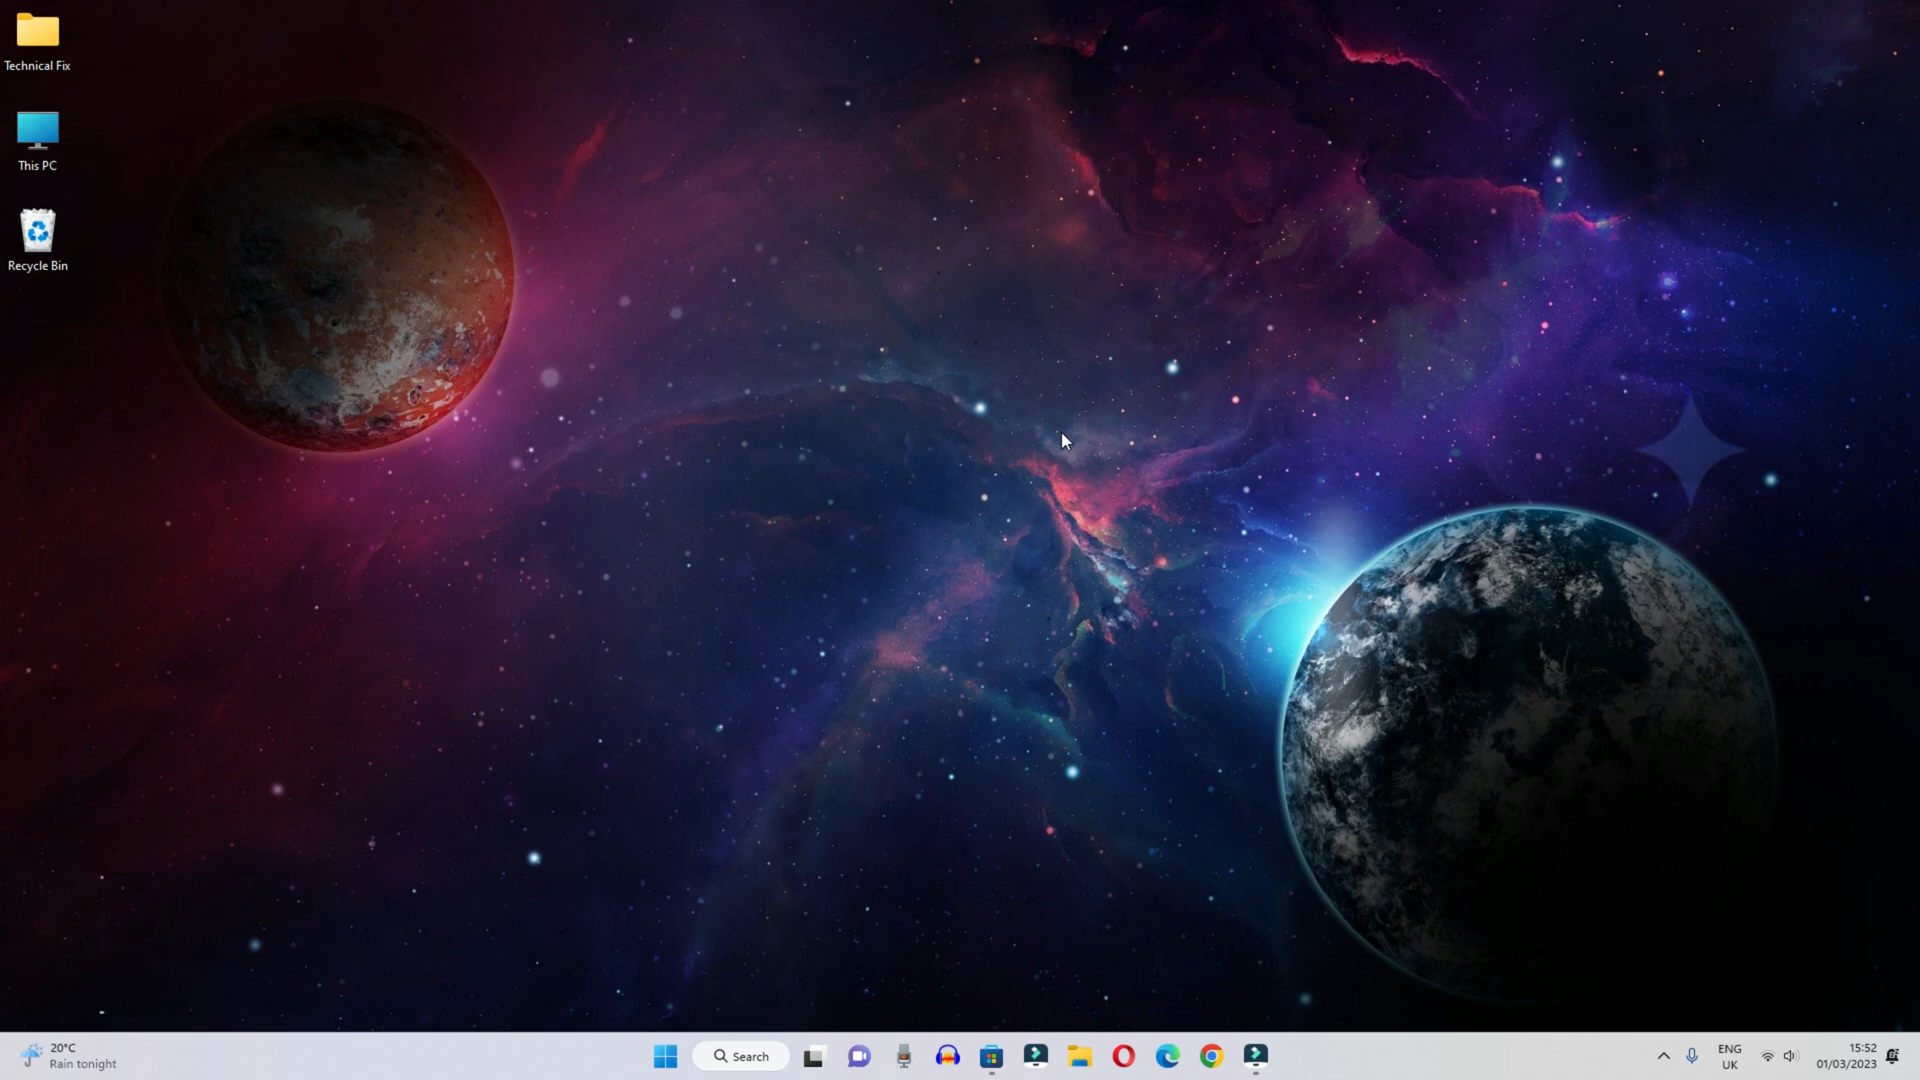 Technical Fix
This PC
Recycle Bin
20°C
Rain tonight
Search
ENG
UK
15:52
01/03/2023